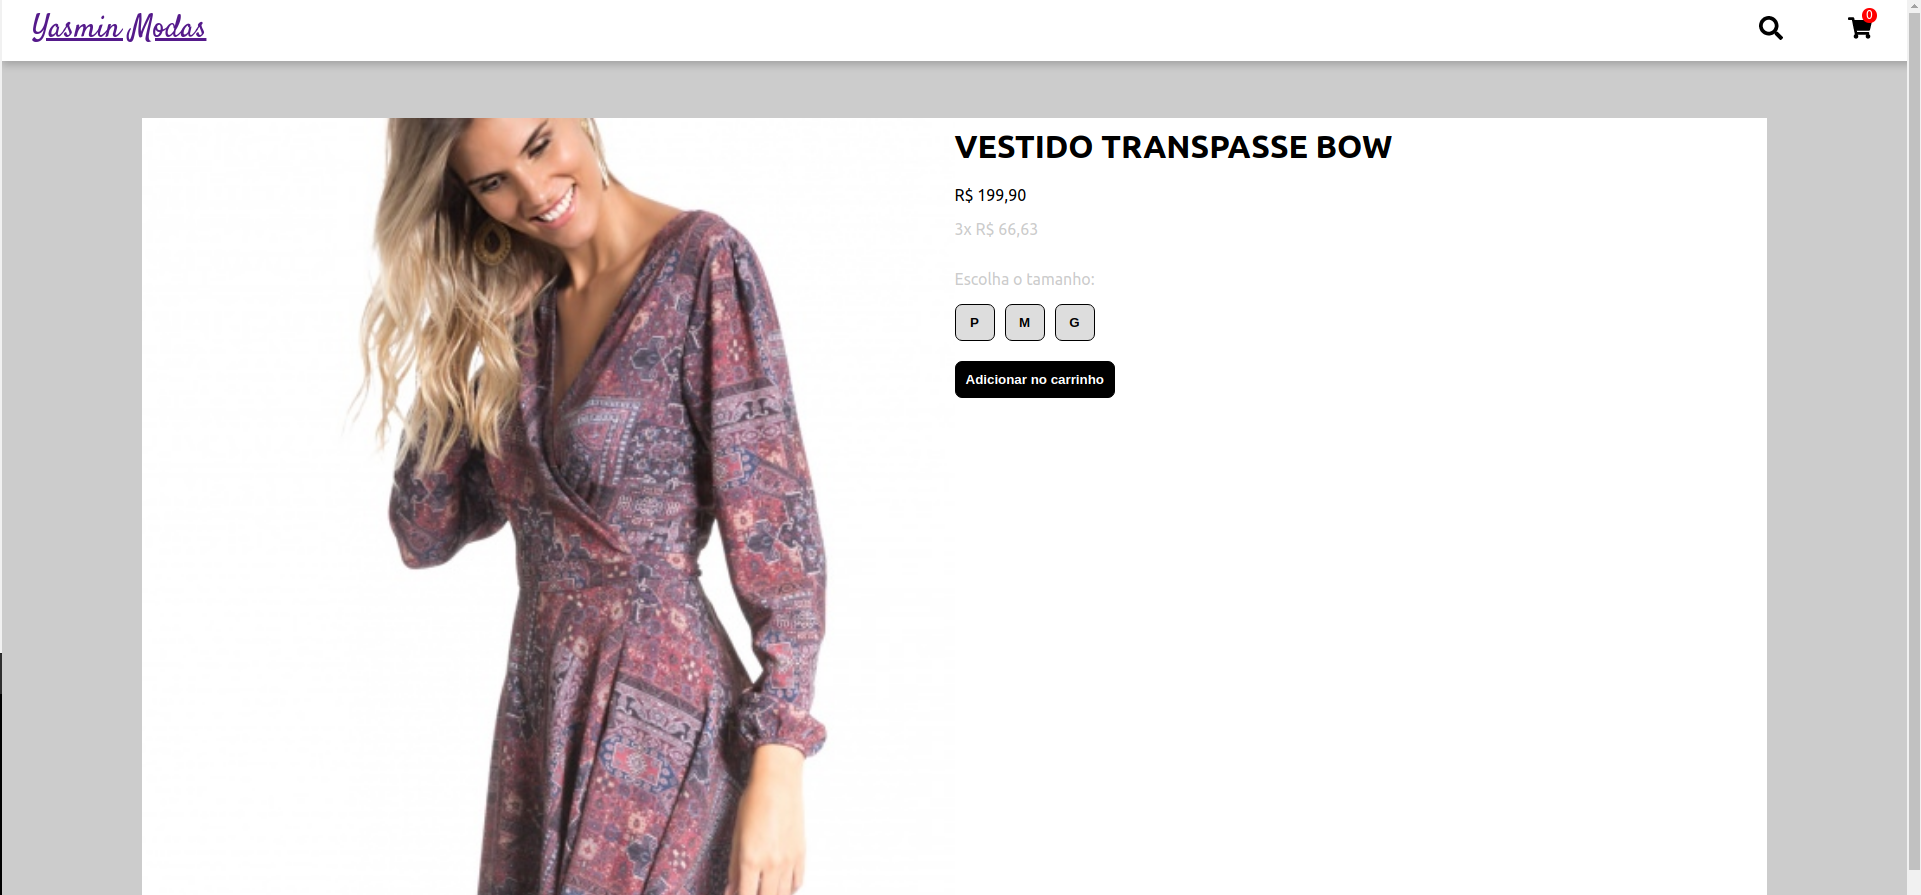 Yasmin Modas
0
VESTIDO TRANSPASSE BOW
R$ 199,90
3x R$ 66,63
Escolha o tamanho:
P M G
Adicionar no carrinho